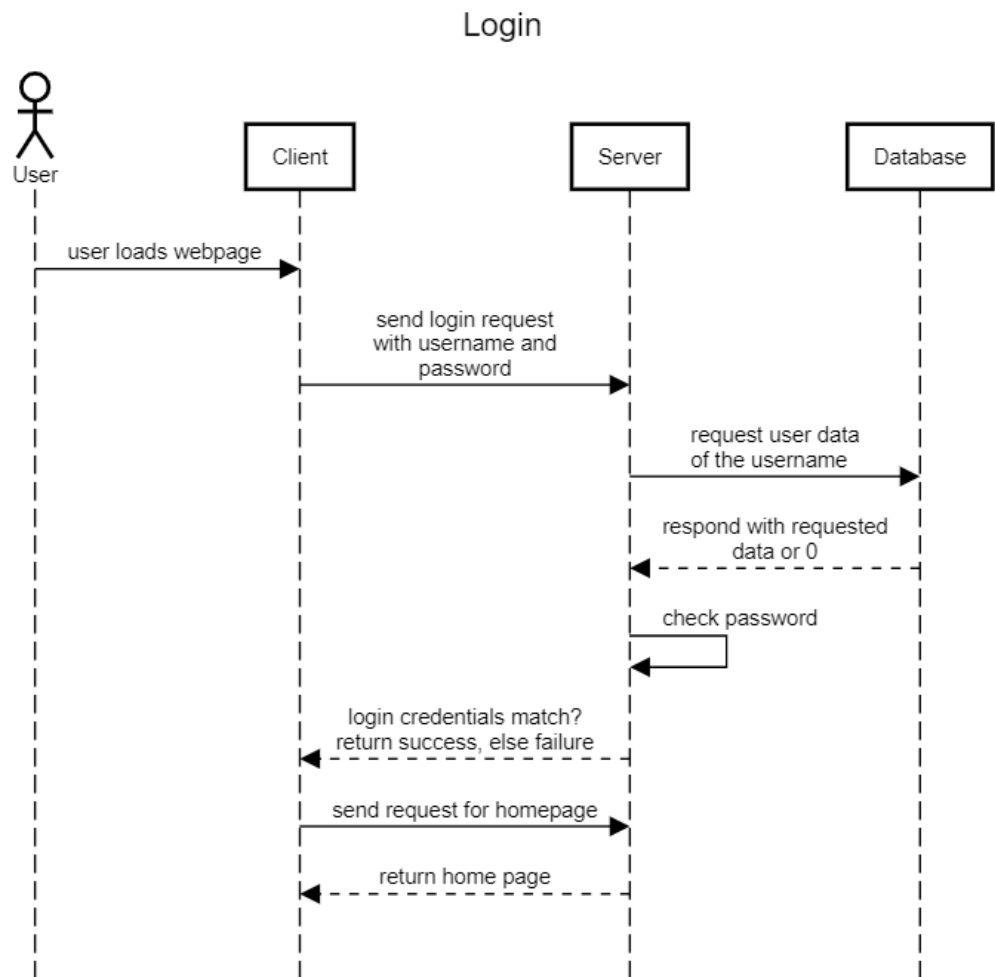 Login
User
Client
Server
Database
user loads webpage
send login request
with username and
password
request user data
of the username
respond with requested
data or 0
check password
login credentials match?
return success, else failure
send request for homepage
return home page